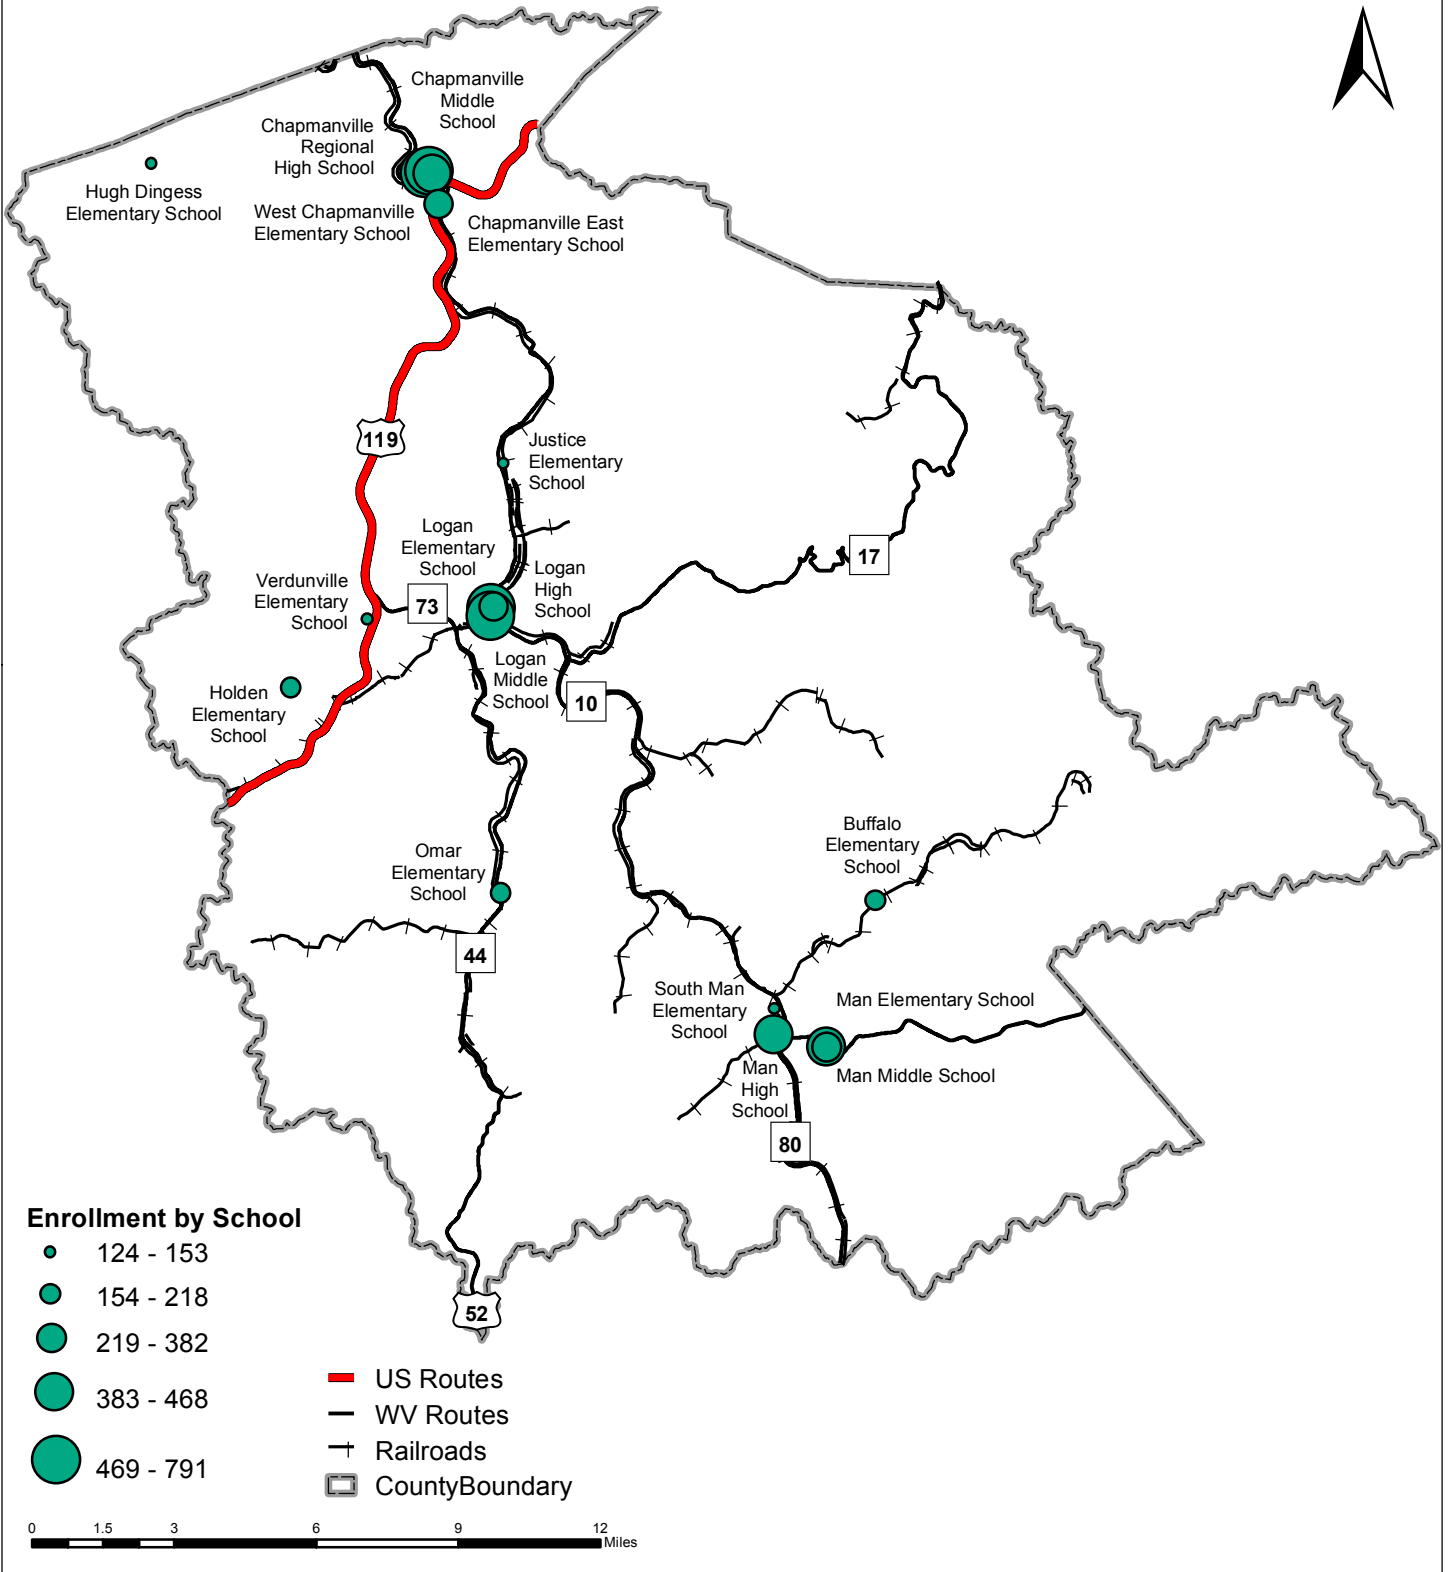 Chapmanville
Middle
School
Chapmanville
Regional
High School
Hugh Dingess
Elementary School
West Chapmanville
Elementary School
Chapmanville East
Elementary School
119
Justice
Elementary
School
Logan
Elementary
School
17
Logan
High
School
Verdunville
Elementary
School
73
Logan
Middle
School
10
Holden
Elementary
School
Buffalo
Elementary
School
Omar
Elementary
School
44
South Man
Elementary
School
Man Elementary School
Man Middle School
Man
High
School
80
52
Enrollment by School
124 - 153
154 - 218
219 - 382
383 - 468
469 - 791
US Routes
WV Routes
Railroads
CountyBoundary
0 1.5 3 6 9 12
Miles